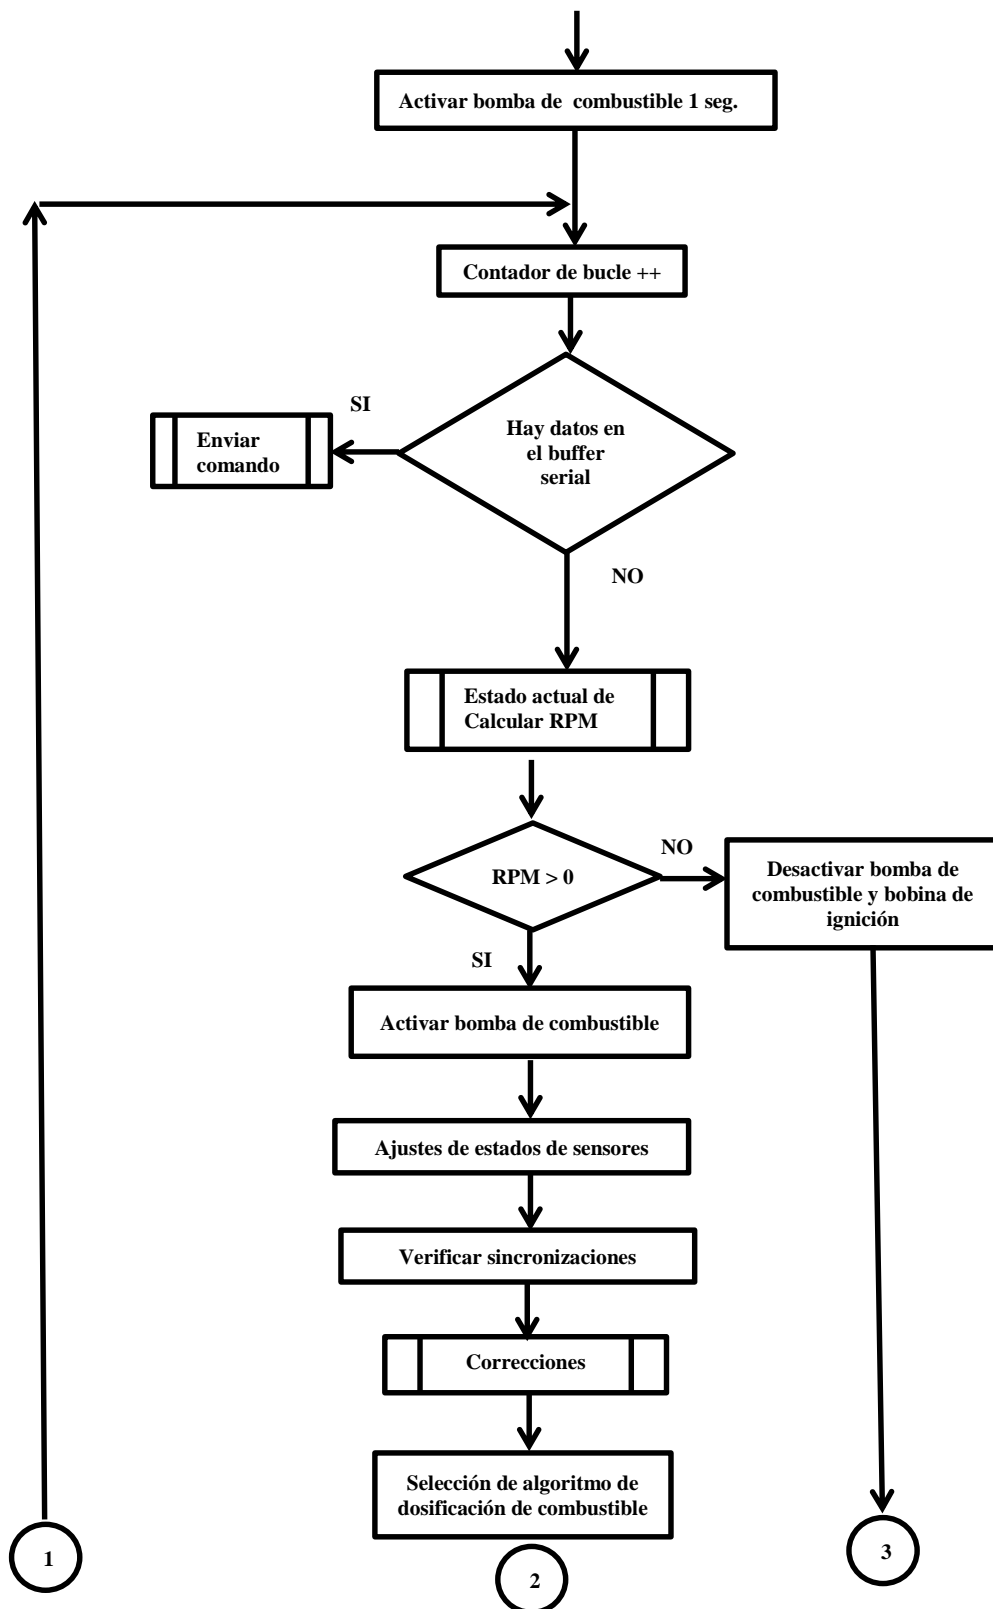 Activar bomba de combustible 1 seg.
Contador de bucle ++
SI
Hay datos en
el buffer
serial
Enviar
comando
NO
Estado actual de
Calcular RPM
RPM > 0
NO
Desactivar bomba de
combustible y bobina de
ignición
SI
Activar bomba de combustible
Ajustes de estados de sensores
Verificar sincronizaciones
Correcciones
Selección de algoritmo de
dosificación de combustible
1
2
3